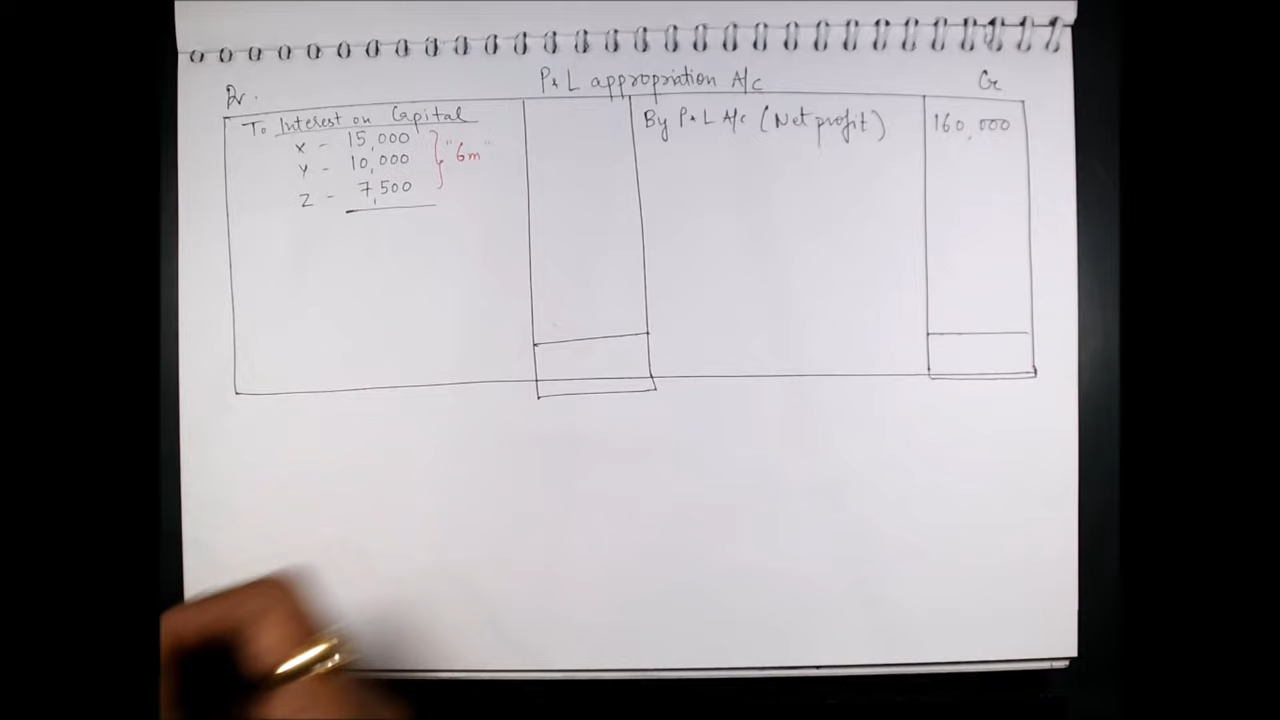 P & L appropriation A/c
Dr.
Cr
To Interest on Capital
X - 15,000
Y - 10,000
Z - 7,500
"6m"
By P & L A/c (Net profit)
160,000